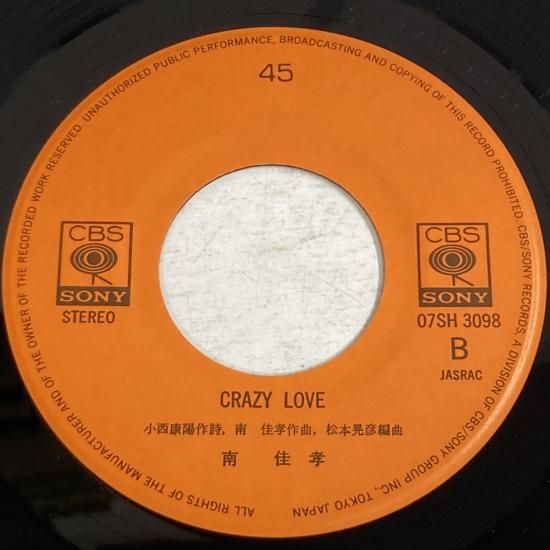 UNAUTHORIZED PUBLIC PERFORMANCE, BROADCASTING AND COPYING OF THIS RECORD PROHIBITED. CBS/SONY RECORDS, A DIVISION OF CBS/SONY GROUP INC., TOKYO JAPAN
ALL RIGHTS OF THE MANUFACTURER AND OF THE OWNER OF THE RECORDED WORK RESERVED.
45
CBS
SONY
STEREO
CBS
SONY
07SH 3098
B
JASRAC
CRAZY LOVE
小西康陽作詩, 南 佳孝作曲, 松本晃彦編曲
南 佳 孝